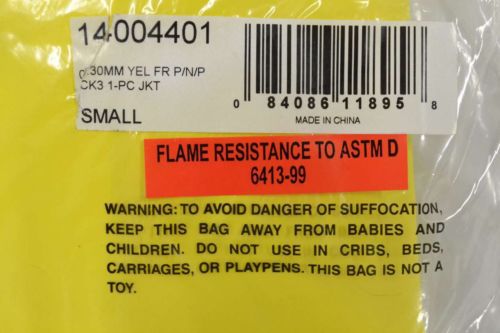 14004401
0.30MM YEL FR P/N/P
CK3 1-PC JKT
SMALL
0 84086 11895 8
MADE IN CHINA
FLAME RESISTANCE TO ASTM D
6413-99
WARNING: TO AVOID DANGER OF SUFFOCATION,
KEEP THIS BAG AWAY FROM BABIES AND
CHILDREN. DO NOT USE IN CRIBS, BEDS,
CARRIAGES, OR PLAYPENS. THIS BAG IS NOT A
TOY.